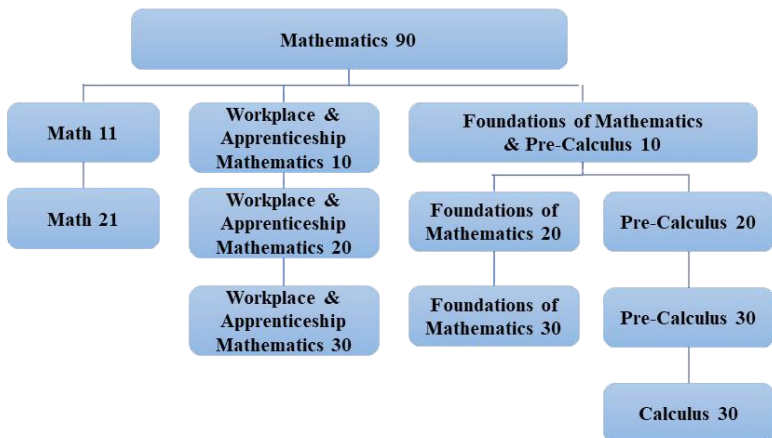 Mathematics 90
Math 11
Workplace &
Apprenticeship
Mathematics 10
Foundations of Mathematics
& Pre-Calculus 10
Math 21
Workplace &
Apprenticeship
Mathematics 20
Foundations of
Mathematics 20
Pre-Calculus 20
Workplace &
Apprenticeship
Mathematics 30
Foundations of
Mathematics 30
Pre-Calculus 30
Calculus 30